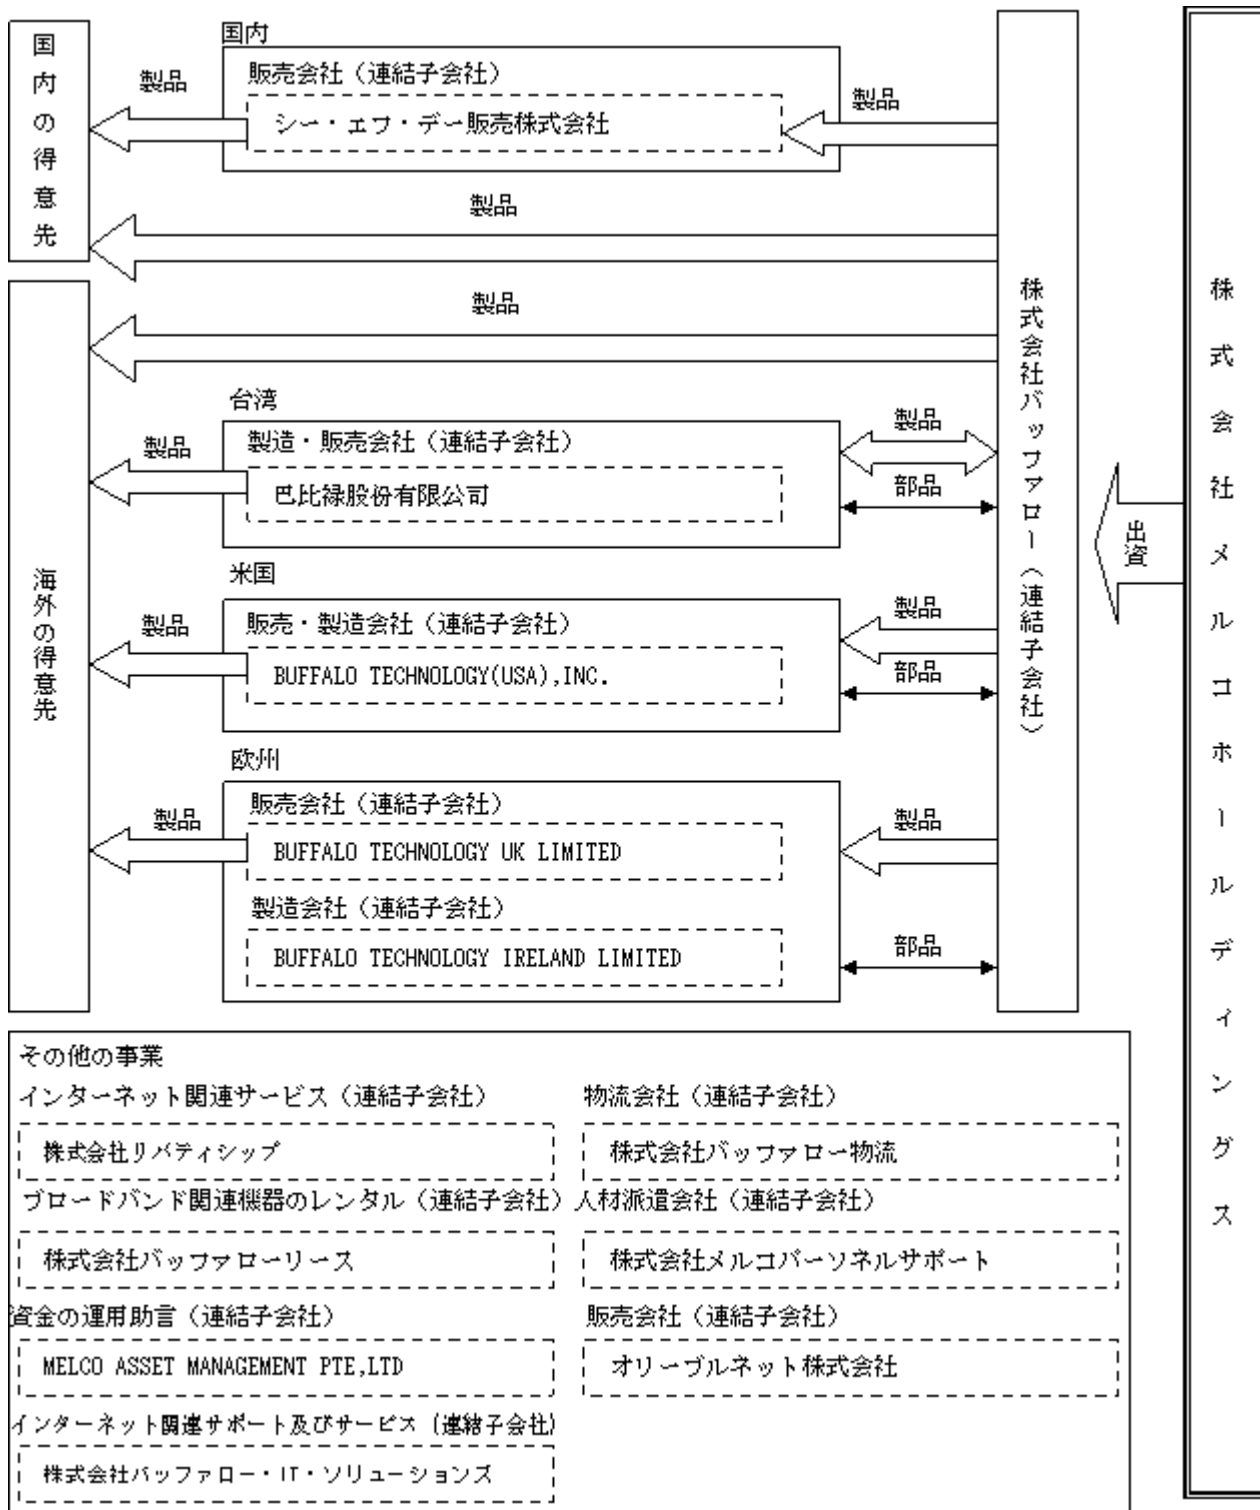 国内の得意先
国内
販売会社（連結子会社）
シー・エフ・デー販売株式会社
製品
製品
製品
海外の得意先
製品
台湾
製造・販売会社（連結子会社）
巴比禄股份有限公司
製品
製品
部品
米国
販売・製造会社（連結子会社）
BUFFALO TECHNOLOGY(USA),INC.
製品
製品
部品
欧州
販売会社（連結子会社）
BUFFALO TECHNOLOGY UK LIMITED
製造会社（連結子会社）
BUFFALO TECHNOLOGY IRELAND LIMITED
製品
製品
部品
株式会社バッファロー（連結子会社）
出資
株式会社メルコホールディングス
その他の事業
インターネット関連サービス（連結子会社）
株式会社リバティシップ
ブロードバンド関連機器のレンタル（連結子会社）
株式会社バッファローリース
資金の運用助言（連結子会社）
MELCO ASSET MANAGEMENT PTE,LTD
インターネット関連サポート及びサービス（連結子会社）
株式会社バッファロー・IT・ソリューションズ
物流会社（連結子会社）
株式会社バッファロー物流
人材派遣会社（連結子会社）
株式会社メルコパーソネルサポート
販売会社（連結子会社）
オリーブルネット株式会社